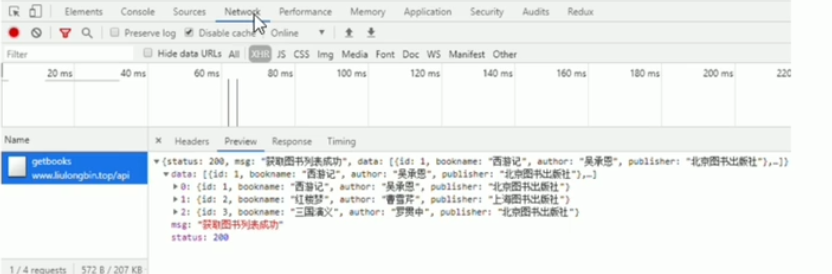 Elements Console Sources Network Performance Memory Application Security Audits Redux
Preserve log Disable cache Online
Filter Hide data URLs All XHR JS CSS Img Media Font Doc WS Manifest Other
20 ms 40 ms 60 ms 80 ms 100 ms 120 ms 140 ms 160 ms 180 ms 200 ms 220
Name × Headers Preview Response Timing
getbooks
www.liulongbin.top/api
▼{status: 200, msg: "获取图书列表成功", data: [{id: 1, bookname: "西游记", author: "吴承恩", publisher: "北京图书出版社"},…]}
▼data: [{id: 1, bookname: "西游记", author: "吴承恩", publisher: "北京图书出版社"},…]
▶0: {id: 1, bookname: "西游记", author: "吴承恩", publisher: "北京图书出版社"}
▶1: {id: 2, bookname: "红楼梦", author: "曹雪芹", publisher: "上海图书出版社"}
▶2: {id: 3, bookname: "三国演义", author: "罗贯中", publisher: "北京图书出版社"}
msg: "获取图书列表成功"
status: 200
1 / 4 requests 572 B / 207 KB